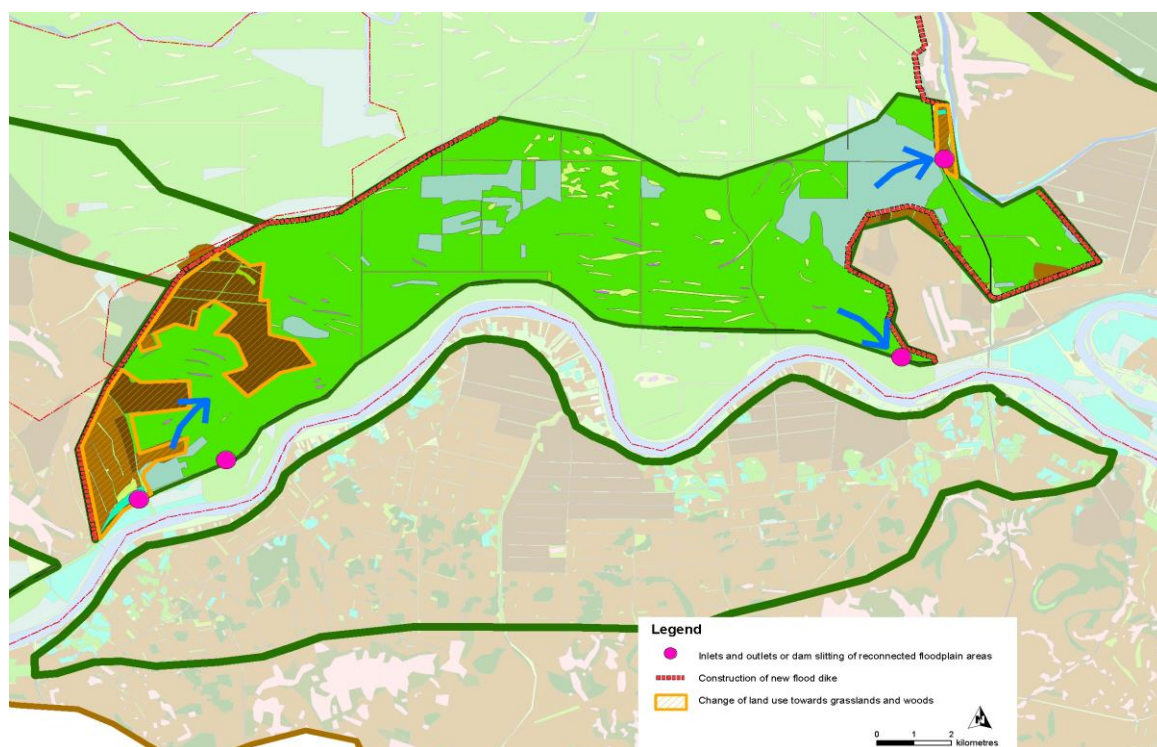 Legend
Inlets and outlets or dam slitting of reconnected floodplain areas
Construction of new flood dike
Change of land use towards grasslands and woods
N
0 1 2
kilometres